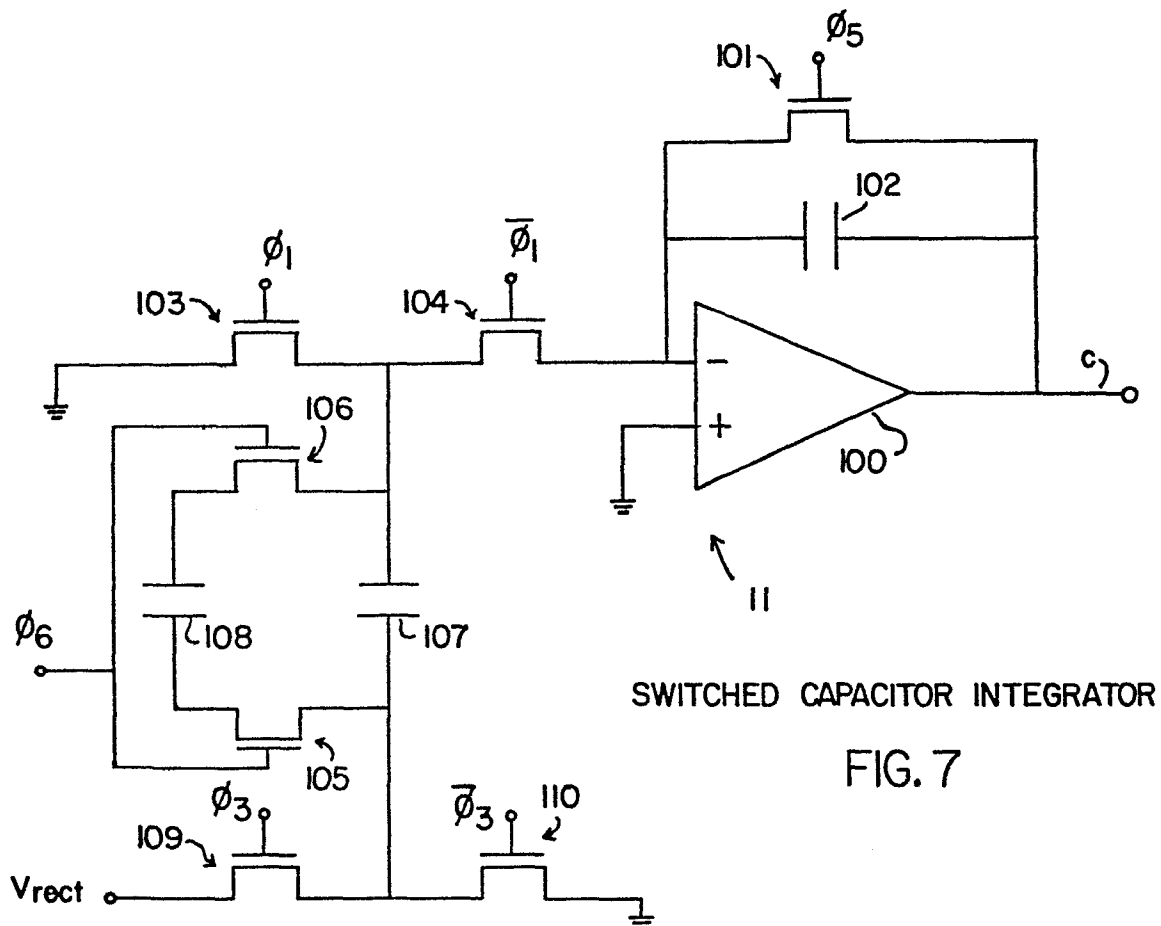 ø5
101
102
ø1
ø̅1
103
104
−
+
c
100
106
11
ø6
108
107
105
ø3
ø̅3
110
109
Vrect
SWITCHED CAPACITOR INTEGRATOR
FIG. 7